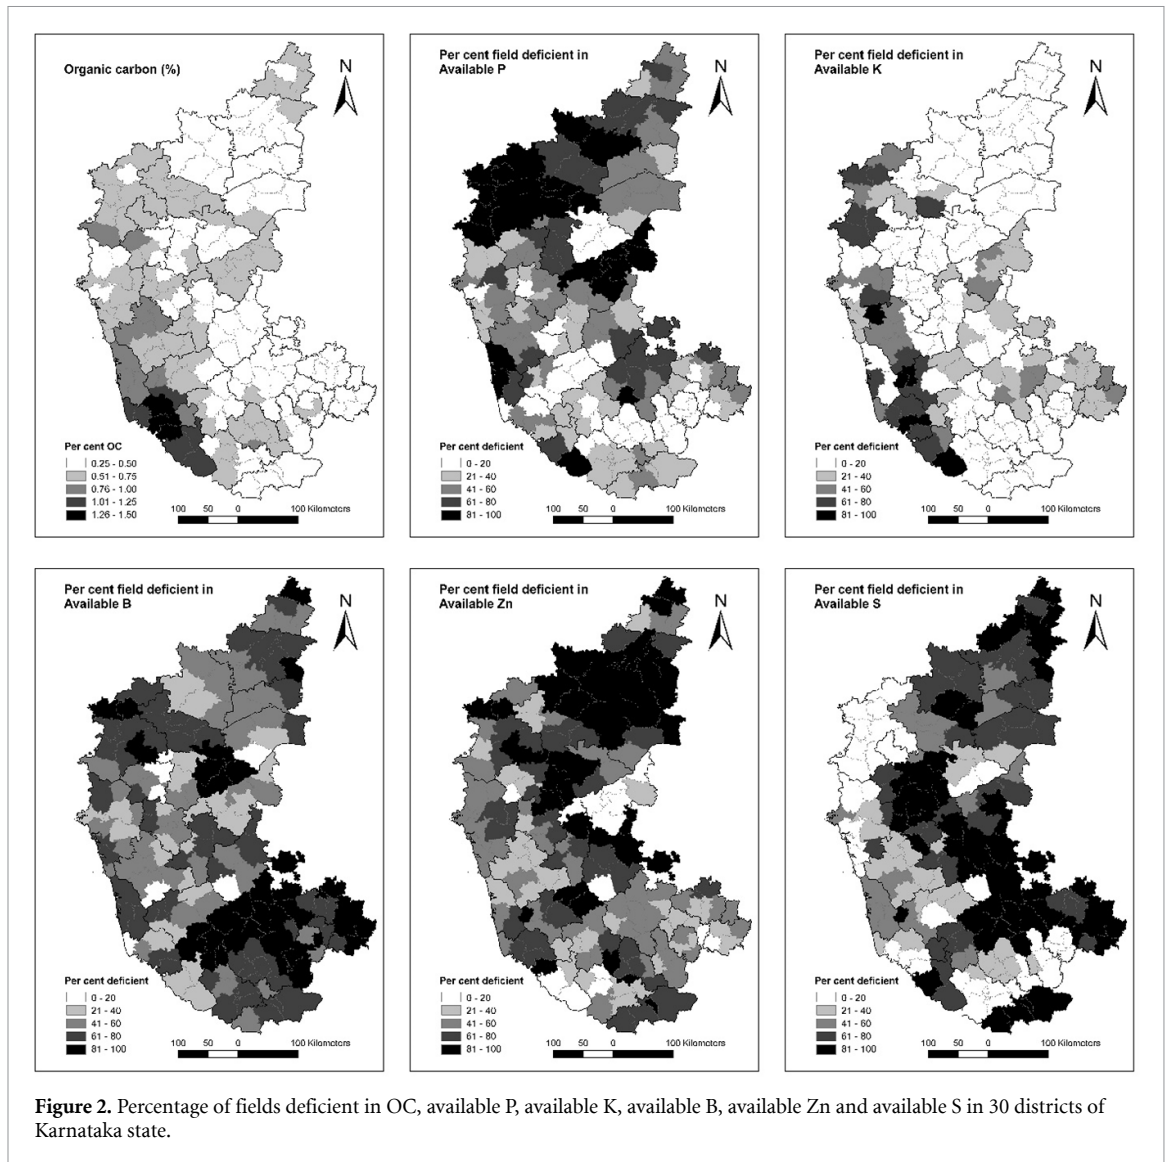 Organic carbon (%)
N
Per cent OC
0.25 - 0.50
0.51 - 0.75
0.76 - 1.00
1.01 - 1.25
1.26 - 1.50
100 50 0 100 Kilometers
Per cent field deficient in
Available P
N
Per cent deficient
0 - 20
21 - 40
41 - 60
61 - 80
81 - 100
100 50 0 100 Kilometers
Per cent field deficient in
Available K
N
Per cent deficient
0 - 20
21 - 40
41 - 60
61 - 80
81 - 100
100 50 0 100 Kilometers
Per cent field deficient in
Available B
N
Per cent deficient
0 - 20
21 - 40
41 - 60
61 - 80
81 - 100
100 50 0 100 Kilometers
Per cent field deficient in
Available Zn
N
Per cent deficient
0 - 20
21 - 40
41 - 60
61 - 80
81 - 100
100 50 0 100 Kilometers
Per cent field deficient in
Available S
N
Per cent deficient
0 - 20
21 - 40
41 - 60
61 - 80
81 - 100
100 50 0 100 Kilometers
Figure 2. Percentage of fields deficient in OC, available P, available K, available B, available Zn and available S in 30 districts of
Karnataka state.